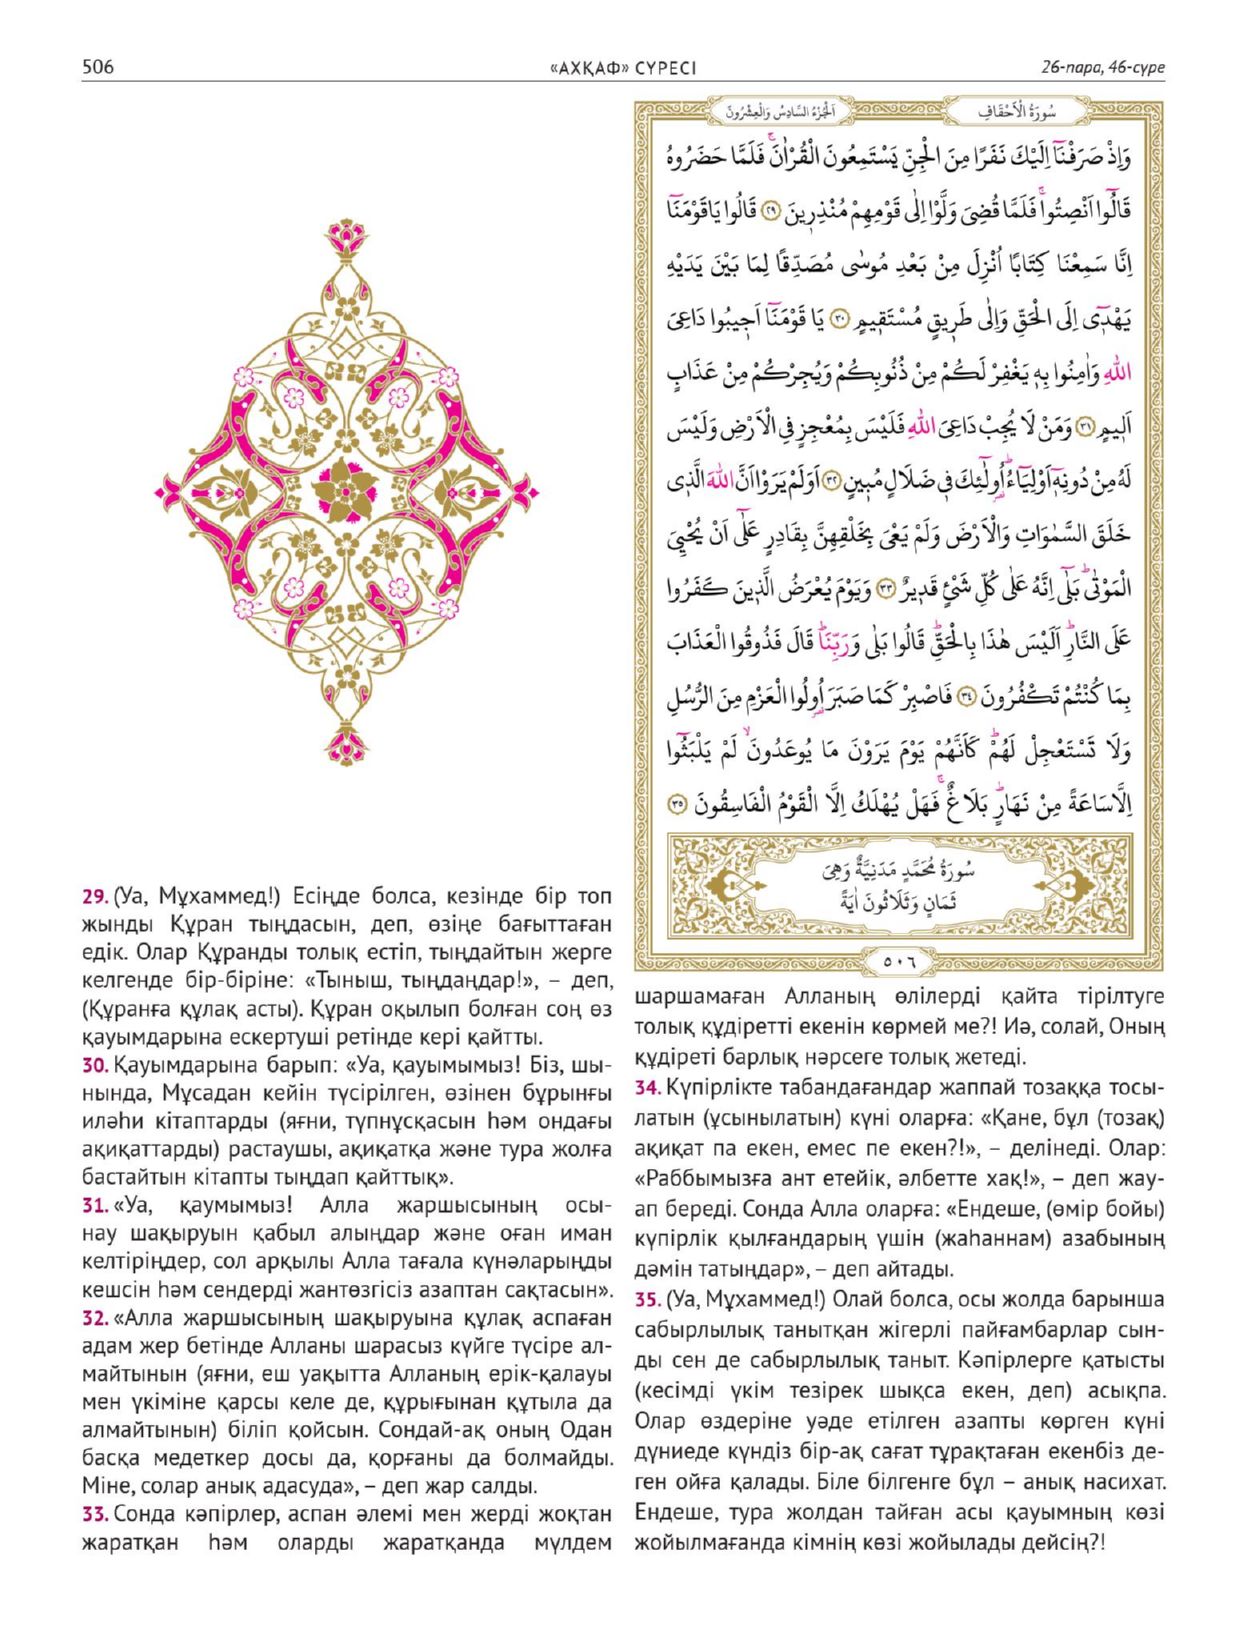 506
«АХҚАФ» СҮРЕСІ
26-пара, 46-сүре
سُورَةُ الْاَحْقَافِ
اَلْجُزْءُ السَّادِسُ وَالْعِشْرُونَ
وَاِذْ صَرَفْنَٓا اِلَيْكَ نَفَرًا مِنَ الْجِنِّ يَسْتَمِعُونَ الْقُرْاٰنَۚ فَلَمَّا حَضَرُوهُ
قَالُٓوا اَنْصِتُواۚ فَلَمَّا قُضِيَ وَلَّوْا اِلٰى قَوْمِهِمْ مُنْذِر۪ينَ ﴿٢٩﴾ قَالُوا يَاقَوْمَنَٓا
اِنَّا سَمِعْنَا كِتَابًا اُنْزِلَ مِنْ بَعْدِ مُوسٰى مُصَدِّقًا لِمَا بَيْنَ يَدَيْهِ
يَهْد۪ٓي اِلَى الْحَقِّ وَاِلٰى طَر۪يقٍ مُسْتَق۪يمٍ ﴿٣٠﴾ يَا قَوْمَنَٓا اَج۪يبُوا دَاعِيَ
اللّٰهِ وَاٰمِنُوا بِه۪ يَغْفِرْ لَكُمْ مِنْ ذُنُوبِكُمْ وَيُجِرْكُمْ مِنْ عَذَابٍ
اَل۪يمٍ ﴿٣١﴾ وَمَنْ لَا يُجِبْ دَاعِيَ اللّٰهِ فَلَيْسَ بِمُعْجِزٍ فِي الْاَرْضِ وَلَيْسَ
لَهُ مِنْ دُونِه۪ٓ اَوْلِيَٓاءُۜ اُو۬لٰٓئِكَ ف۪ي ضَلَالٍ مُب۪ينٍ ﴿٣٢﴾ اَوَلَمْ يَرَوْا اَنَّ اللّٰهَ الَّذ۪ي
خَلَقَ السَّمٰوَاتِ وَالْاَرْضَ وَلَمْ يَعْيَ بِخَلْقِهِنَّ بِقَادِرٍ عَلٰٓى اَنْ يُحْيِيَ
الْمَوْتٰىۜ بَلٰٓى اِنَّهُ عَلٰى كُلِّ شَيْءٍ قَد۪يرٌ ﴿٣٣﴾ وَيَوْمَ يُعْرَضُ الَّذ۪ينَ كَفَرُوا
عَلَى النَّارِۜ اَلَيْسَ هٰذَا بِالْحَقِّۜ قَالُوا بَلٰى وَرَبِّنَاۜ قَالَ فَذُوقُوا الْعَذَابَ
بِمَا كُنْتُمْ تَكْفُرُونَ ﴿٣٤﴾ فَاصْبِرْ كَمَا صَبَرَ اُو۬لُوا الْعَزْمِ مِنَ الرُّسُلِ
وَلَا تَسْتَعْجِلْ لَهُمْۜ كَاَنَّهُمْ يَوْمَ يَرَوْنَ مَا يُوعَدُونَۙ لَمْ يَلْبَثُٓوا
اِلَّا سَاعَةً مِنْ نَهَارٍۜ بَلَاغٌۚ فَهَلْ يُهْلَكُ اِلَّا الْقَوْمُ الْفَاسِقُونَ ﴿٣٥﴾
سُورَةُ مُحَمَّدٍ مَدَنِيَّةٌ وَهِيَ
ثَمَانٍ وَثَلَاثُونَ اٰيَةً
٥٠٦
29. (Уа, Мұхаммед!) Есіңде болса, кезінде бір топ
жынды Құран тыңдасын, деп, өзіңе бағыттаған
едік. Олар Құранды толық естіп, тыңдайтын жерге
келгенде бір-біріне: «Тыныш, тыңдаңдар!», – деп,
(Құранға құлақ асты). Құран оқылып болған соң өз
қауымдарына ескертуші ретінде кері қайтты.
30. Қауымдарына барып: «Уа, қауымымыз! Біз, шы-
нында, Мұсадан кейін түсірілген, өзінен бұрынғы
иләһи кітаптарды (яғни, түпнұсқасын һәм ондағы
ақиқаттарды) растаушы, ақиқатқа және тура жолға
бастайтын кітапты тыңдап қайттық».
31. «Уа, қаумымыз! Алла жаршысының осы-
нау шақыруын қабыл алыңдар және оған иман
келтіріңдер, сол арқылы Алла тағала күнәларыңды
кешсін һәм сендерді жантөзгісіз азаптан сақтасын».
32. «Алла жаршысының шақыруына құлақ аспаған
адам жер бетінде Алланы шарасыз күйге түсіре ал-
майтынын (яғни, еш уақытта Алланың ерік-қалауы
мен үкіміне қарсы келе де, құрығынан құтыла да
алмайтынын) біліп қойсын. Сондай-ақ оның Одан
басқа медеткер досы да, қорғаны да болмайды.
Міне, солар анық адасуда», – деп жар салды.
33. Сонда кәпірлер, аспан әлемі мен жерді жоқтан
жаратқан һәм оларды жаратқанда мүлдем
шаршамаған Алланың өлілерді қайта тірілтуге
толық құдіретті екенін көрмей ме?! Иә, солай, Оның
құдіреті барлық нәрсеге толық жетеді.
34. Күпірлікте табандағандар жаппай тозаққа тосы-
латын (ұсынылатын) күні оларға: «Қане, бұл (тозақ)
ақиқат па екен, емес пе екен?!», – делінеді. Олар:
«Раббымызға ант етейік, әлбетте хақ!», – деп жау-
ап береді. Сонда Алла оларға: «Ендеше, (өмір бойы)
күпірлік қылғандарың үшін (жаһаннам) азабының
дәмін татыңдар», – деп айтады.
35. (Уа, Мұхаммед!) Олай болса, осы жолда барынша
сабырлылық танытқан жігерлі пайғамбарлар сын-
ды сен де сабырлылық таныт. Кәпірлерге қатысты
(кесімді үкім тезірек шықса екен, деп) асықпа.
Олар өздеріне уәде етілген азапты көрген күні
дүниеде күндіз бір-ақ сағат тұрақтаған екенбіз де-
ген ойға қалады. Біле білгенге бұл – анық насихат.
Ендеше, тура жолдан тайған асы қауымның көзі
жойылмағанда кімнің көзі жойылады дейсің?!